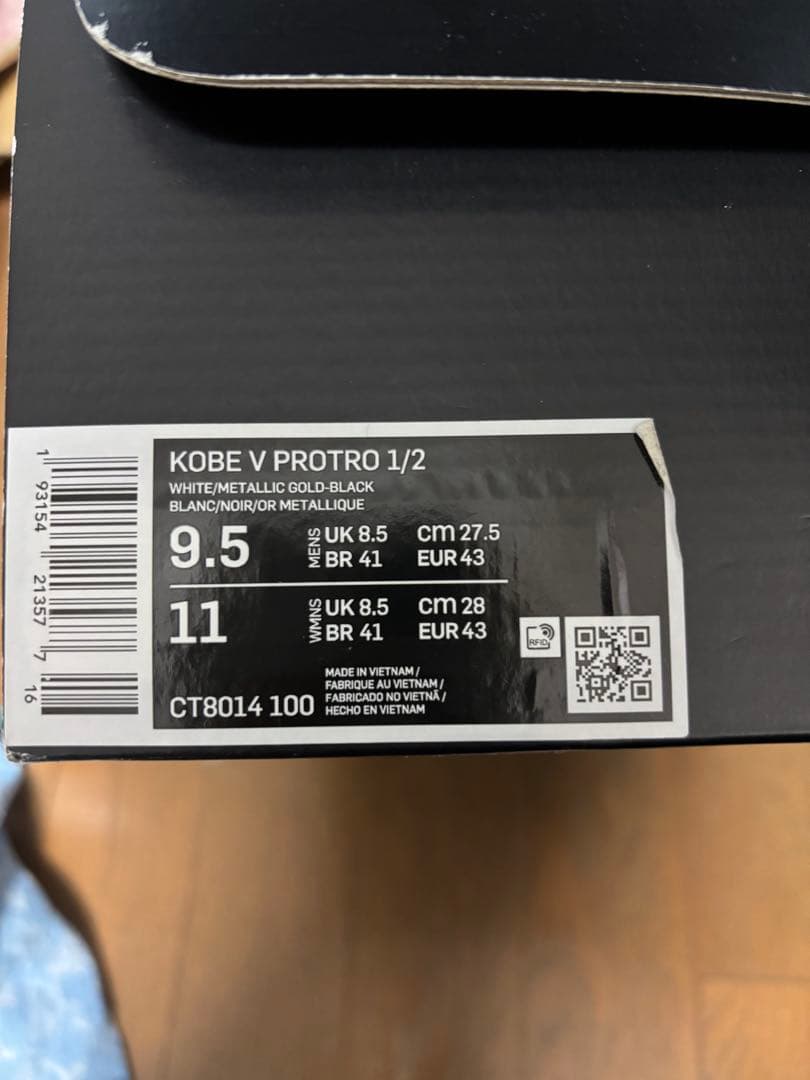 KOBE V PROTRO 1/2
WHITE/METALLIC GOLD-BLACK
BLANC/NOIR/OR METALLIQUE
9.5 MENS UK 8.5 cm 27.5
BR 41 EUR 43
11 WMNS UK 8.5 cm 28
BR 41 EUR 43
RFID
CT8014 100
MADE IN VIETNAM /
FABRIQUE AU VIETNAM /
FABRICADO NO VIETNÃ /
HECHO EN VIETNAM
1 93154 21357 7 16